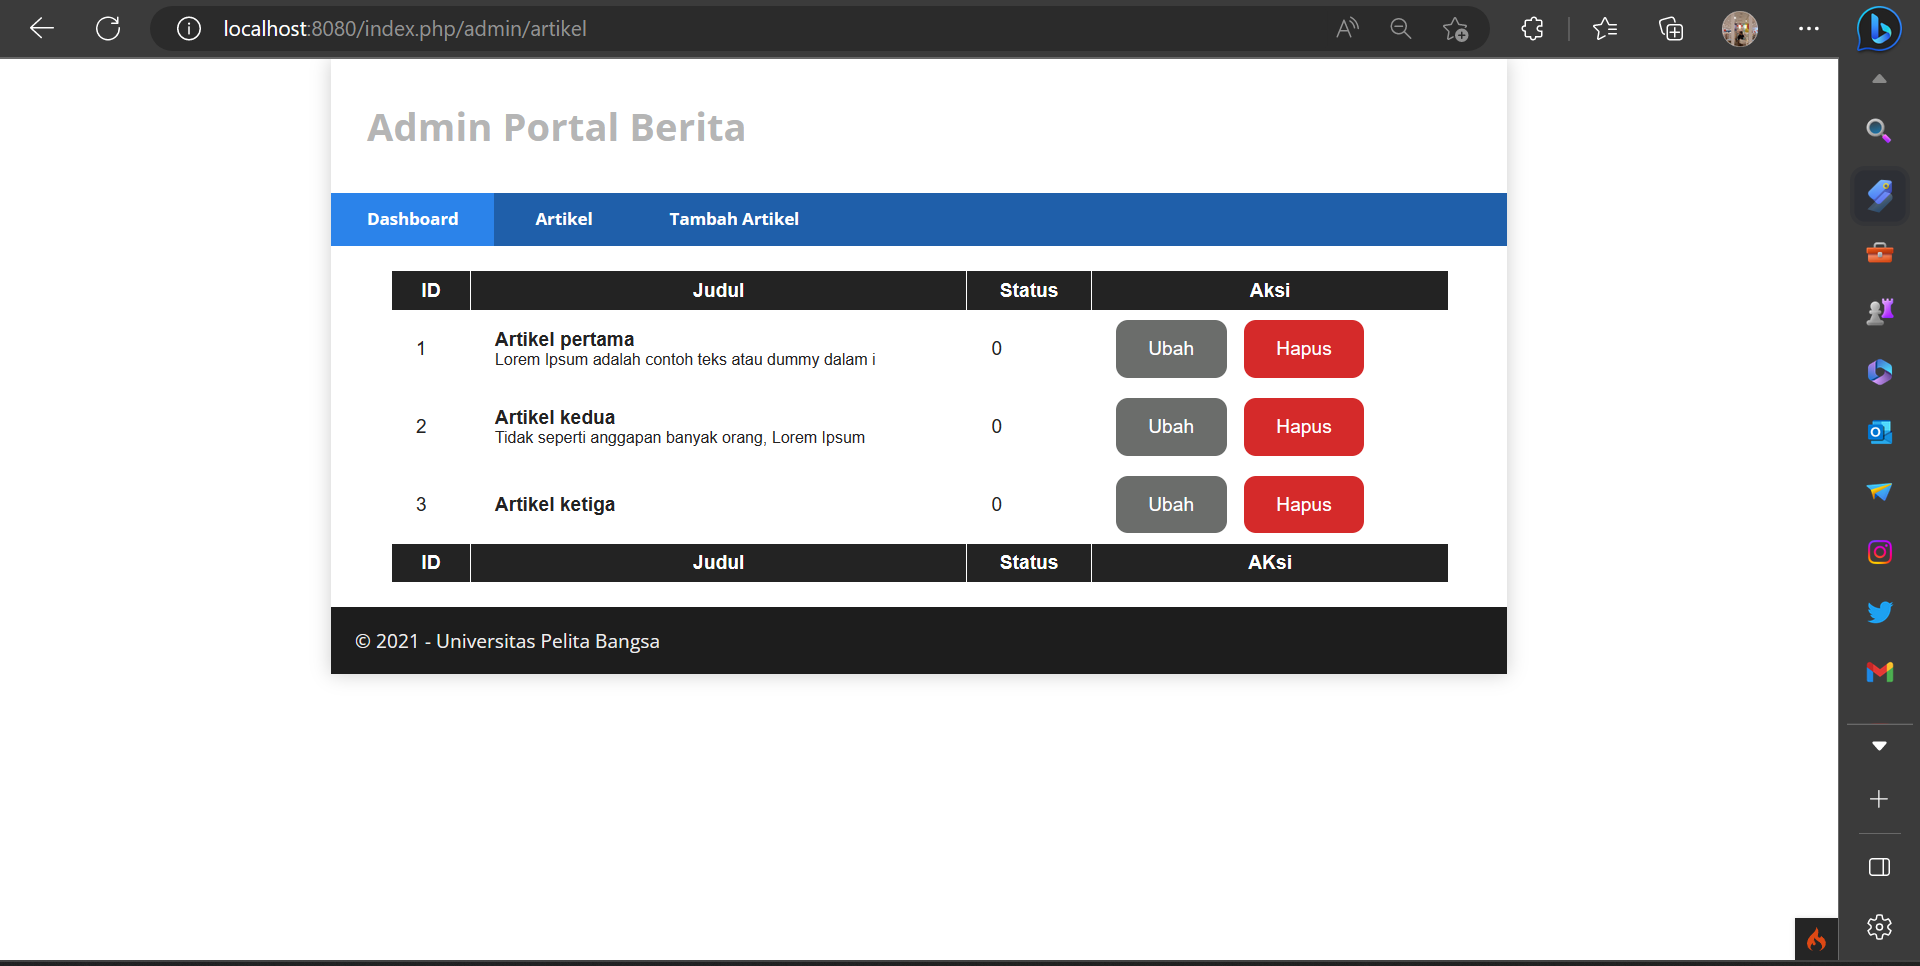 localhost:8080/index.php/admin/artikel
Admin Portal Berita
Dashboard Artikel Tambah Artikel
ID Judul Status Aksi
1 Artikel pertama 0 Ubah Hapus
Lorem Ipsum adalah contoh teks atau dummy dalam i
2 Artikel kedua 0 Ubah Hapus
Tidak seperti anggapan banyak orang, Lorem Ipsum
3 Artikel ketiga 0 Ubah Hapus
ID Judul Status AKsi
© 2021 - Universitas Pelita Bangsa